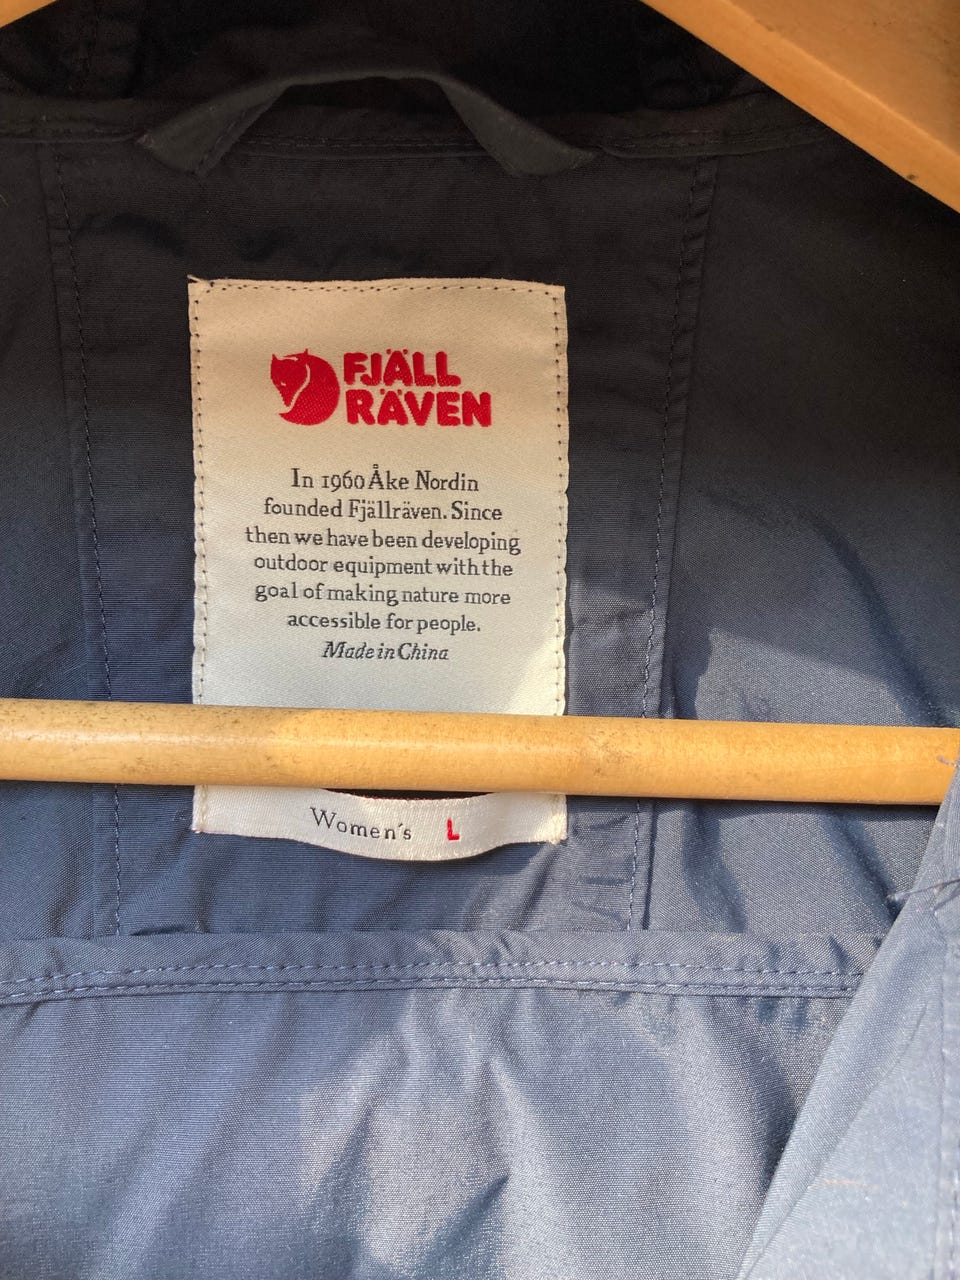 FJÄLL
RÄVEN
In 1960 Åke Nordin
founded Fjällräven. Since
then we have been developing
outdoor equipment with the
goal of making nature more
accessible for people.
Made in China
Women's L